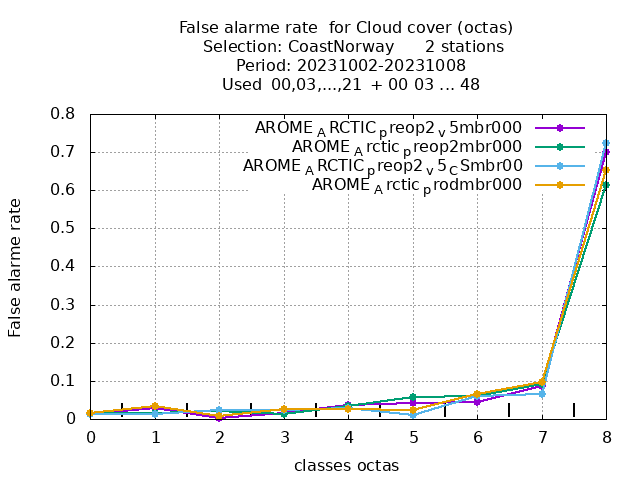 False alarme rate  for Cloud cover (octas)
Selection: CoastNorway      2 stations
Period: 20231002-20231008
Used  00,03,...,21  + 00 03 ... 48
AROME_ARCTIC_preop2_v5mbr000
AROME_Arctic_preop2mbr000
AROME_ARCTIC_preop2_v5_CSmbr00
AROME_Arctic_prodmbr000
False alarme rate
0.8
0.7
0.6
0.5
0.4
0.3
0.2
0.1
0
0 1 2 3 4 5 6 7 8
classes octas